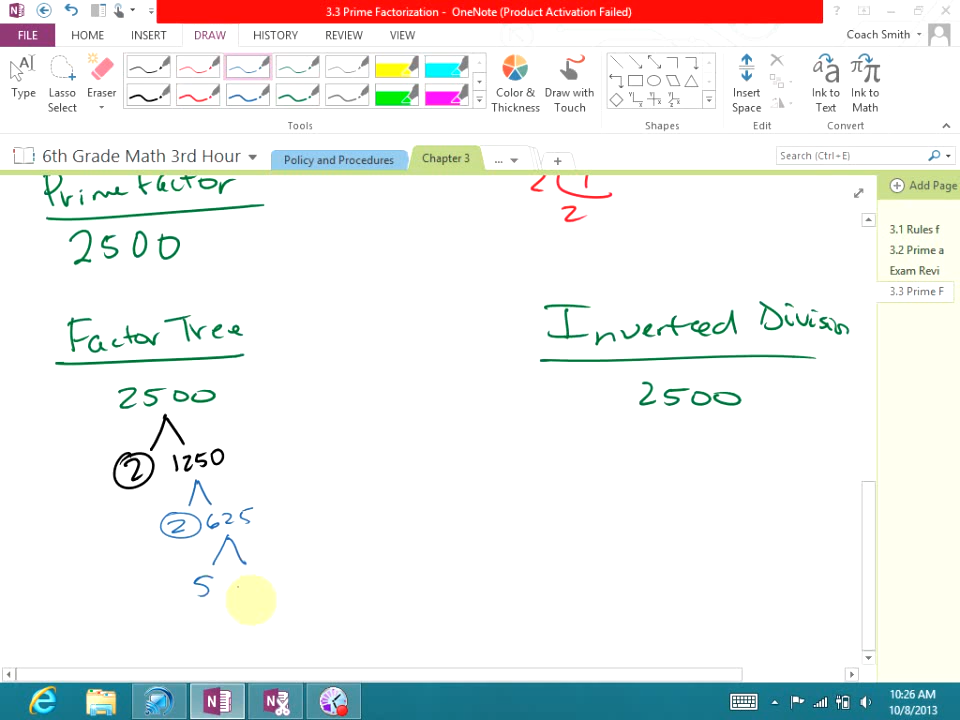 3.3 Prime Factorization - OneNote (Product Activation Failed)
FILE HOME INSERT DRAW HISTORY REVIEW VIEW
Coach Smith
Type
Lasso Select
Eraser
Color & Thickness
Draw with Touch
Insert Space
Ink to Text
Ink to Math
Tools Shapes Edit Convert
6th Grade Math 3rd Hour
Policy and Procedures
Chapter 3
...
Search (Ctrl+E)
Add Page
3.1 Rules f
3.2 Prime a
Exam Revi
3.3 Prime F
Prime Factor
2 1
2
2500
Factor Tree
Inverteed Division
2500
2500
2 1250
2 625
5
10:26 AM
10/8/2013